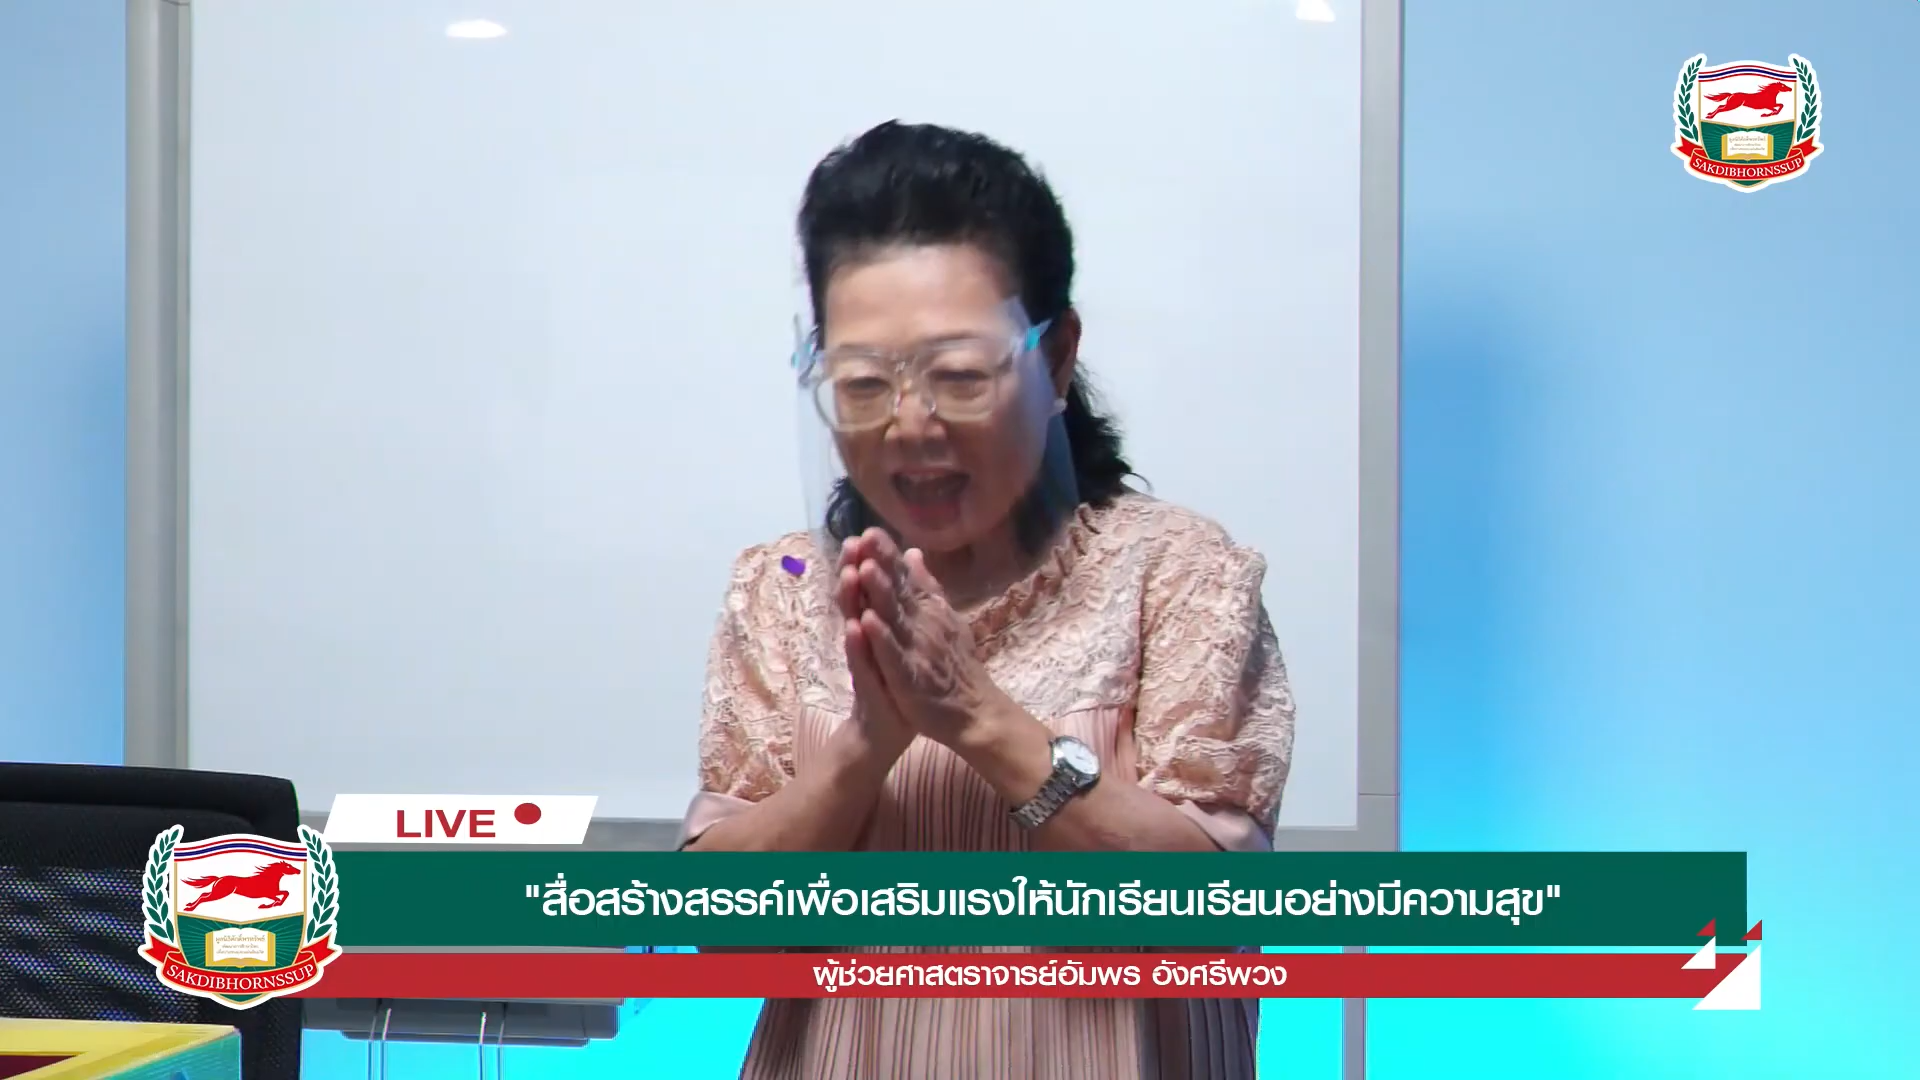 SAKDIBHORNSSUP
LIVE
"สื่อสร้างสรรค์เพื่อเสริมแรงให้นักเรียนเรียนอย่างมีความสุข"
ผู้ช่วยศาสตราจารย์อัมพร อังศรีพวง
SAKDIBHORNSSUP